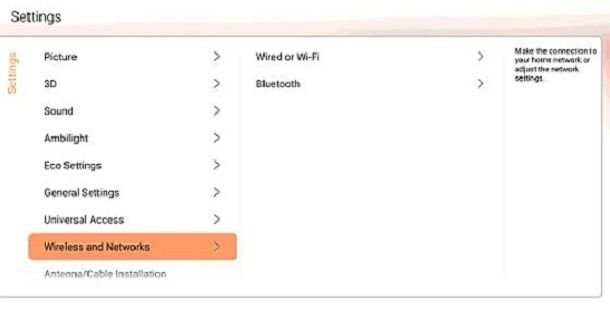 Settings
Settings
Picture
3D
Sound
Ambilight
Eco Settings
General Settings
Universal Access
Wireless and Networks
Antenna/Cable Installation
Wired or Wi-Fi
Bluetooth
Make the connection to
your home network or
adjust the network
settings.